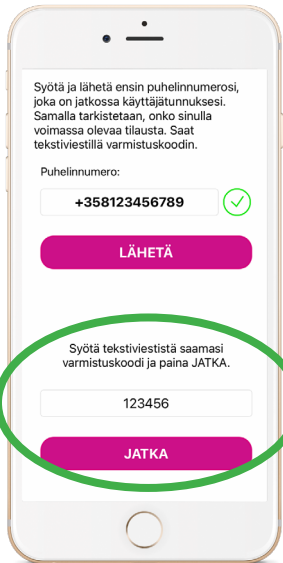 Syötä ja lähetä ensin puhelinnumerosi,
joka on jatkossa käyttäjätunnuksesi.
Samalla tarkistetaan, onko sinulla
voimassa olevaa tilausta. Saat
tekstiviestillä varmistuskoodin.
Puhelinnumero:
+358123456789
LÄHETÄ
Syötä tekstiviestistä saamasi
varmistuskoodi ja paina JATKA.
123456
JATKA